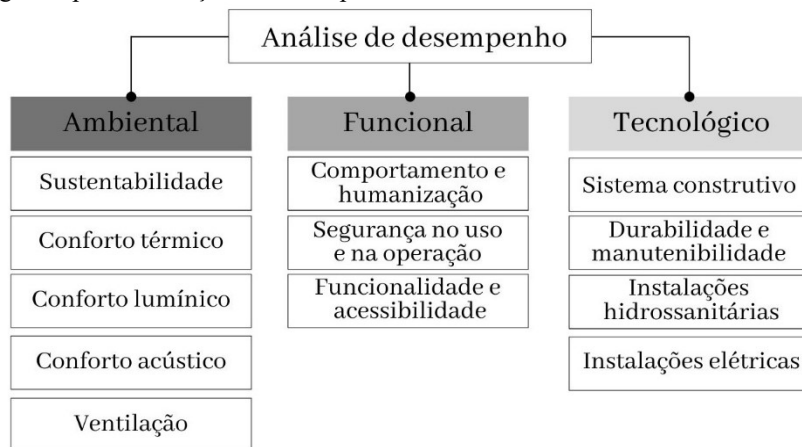 Análise de desempenho
Ambiental
Sustentabilidade
Conforto térmico
Conforto lumínico
Conforto acústico
Ventilação
Funcional
Comportamento e
humanização
Segurança no uso
e na operação
Funcionalidade e
acessibilidade
Tecnológico
Sistema construtivo
Durabilidade e
manutenibilidade
Instalações
hidrossanitárias
Instalações elétricas